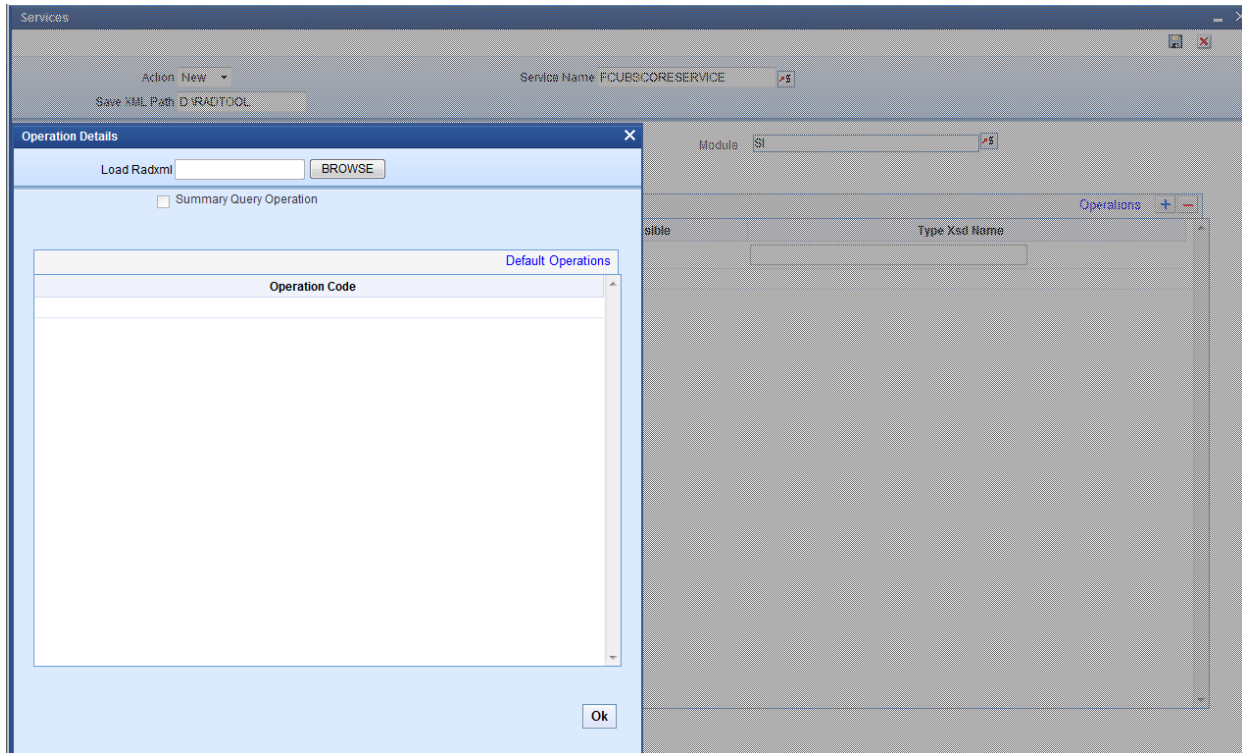 Services
Action New
Service Name FCUBSCORESERVICE
Save XML Path D:\RADTOOL
Operation Details
Module SI
Load Radxml BROWSE
Summary Query Operation
Operations
sible
Type Xsd Name
Default Operations
Operation Code
Ok